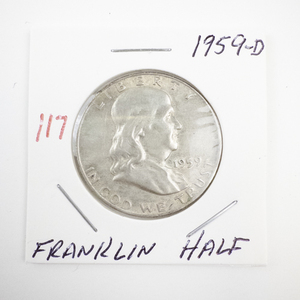 1959-D
117
LIBERTY
1959
IN GOD WE TRUST
FRANKLIN HALF